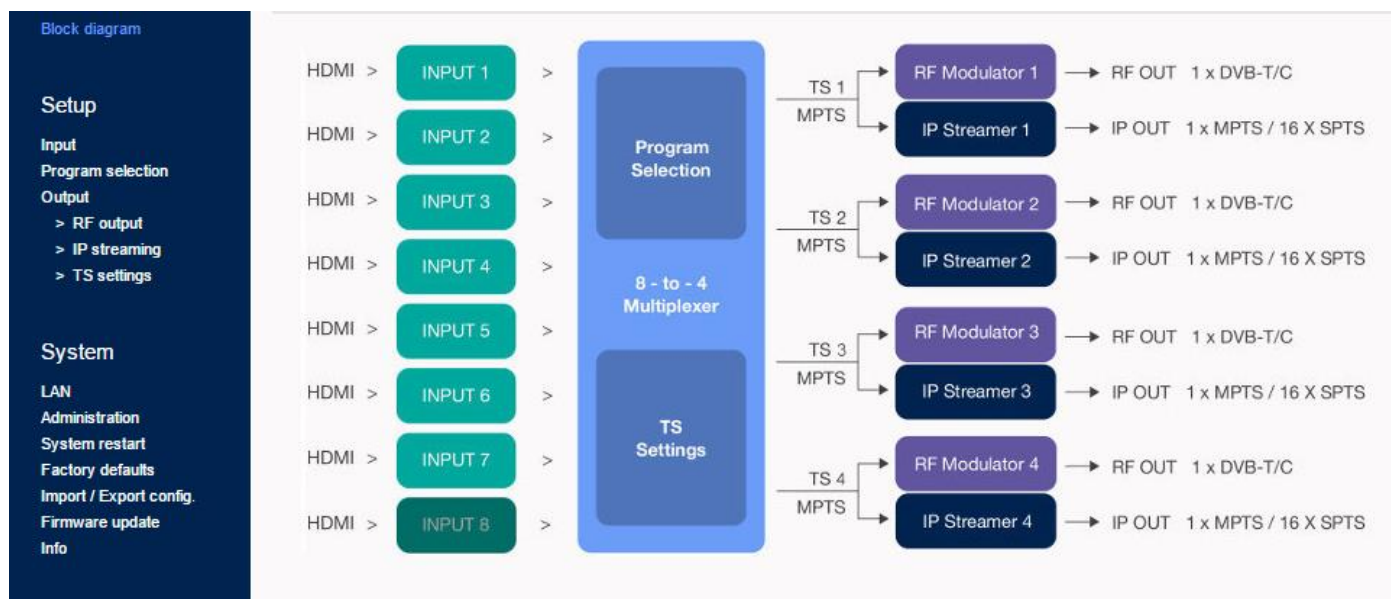 Block diagram
Setup
Input
Program selection
Output
> RF output
> IP streaming
> TS settings
System
LAN
Administration
System restart
Factory defaults
Import / Export config.
Firmware update
Info
HDMI > INPUT 1 >
HDMI > INPUT 2 >
HDMI > INPUT 3 >
HDMI > INPUT 4 >
HDMI > INPUT 5 >
HDMI > INPUT 6 >
HDMI > INPUT 7 >
HDMI > INPUT 8 >
Program
Selection
8 - to - 4
Multiplexer
TS
Settings
TS 1
MPTS
RF Modulator 1
RF OUT 1 x DVB-T/C
IP Streamer 1
IP OUT 1 x MPTS / 16 X SPTS
TS 2
MPTS
RF Modulator 2
RF OUT 1 x DVB-T/C
IP Streamer 2
IP OUT 1 x MPTS / 16 X SPTS
TS 3
MPTS
RF Modulator 3
RF OUT 1 x DVB-T/C
IP Streamer 3
IP OUT 1 x MPTS / 16 X SPTS
TS 4
MPTS
RF Modulator 4
RF OUT 1 x DVB-T/C
IP Streamer 4
IP OUT 1 x MPTS / 16 X SPTS